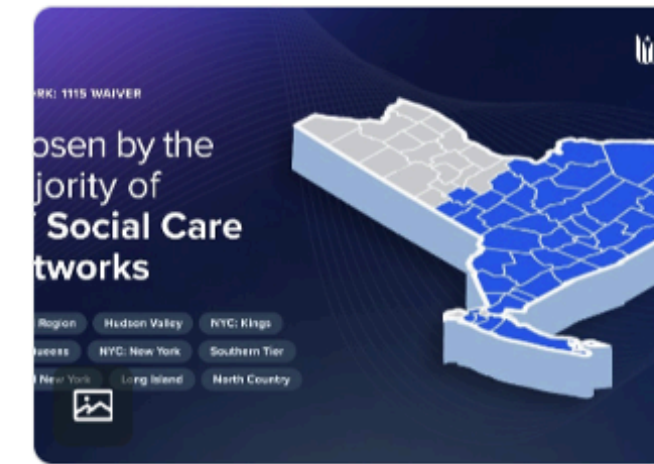 RK: 1115 WAIVER
osen by the
jority of
Social Care
tworks
Region Hudson Valley NYC: Kings
ueens NYC: New York Southern Tier
l New York Long Island North Country